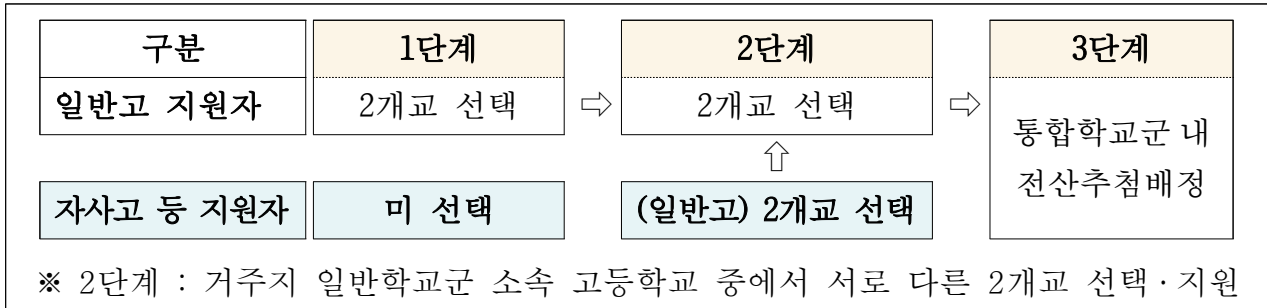 구분 1단계 2단계 3단계
일반고 지원자 2개교 선택 ⇨ 2개교 선택 ⇨ 통합학교군 내
전산추첨배정
⇧
자사고 등 지원자 미 선택 (일반고) 2개교 선택
※ 2단계 : 거주지 일반학교군 소속 고등학교 중에서 서로 다른 2개교 선택·지원